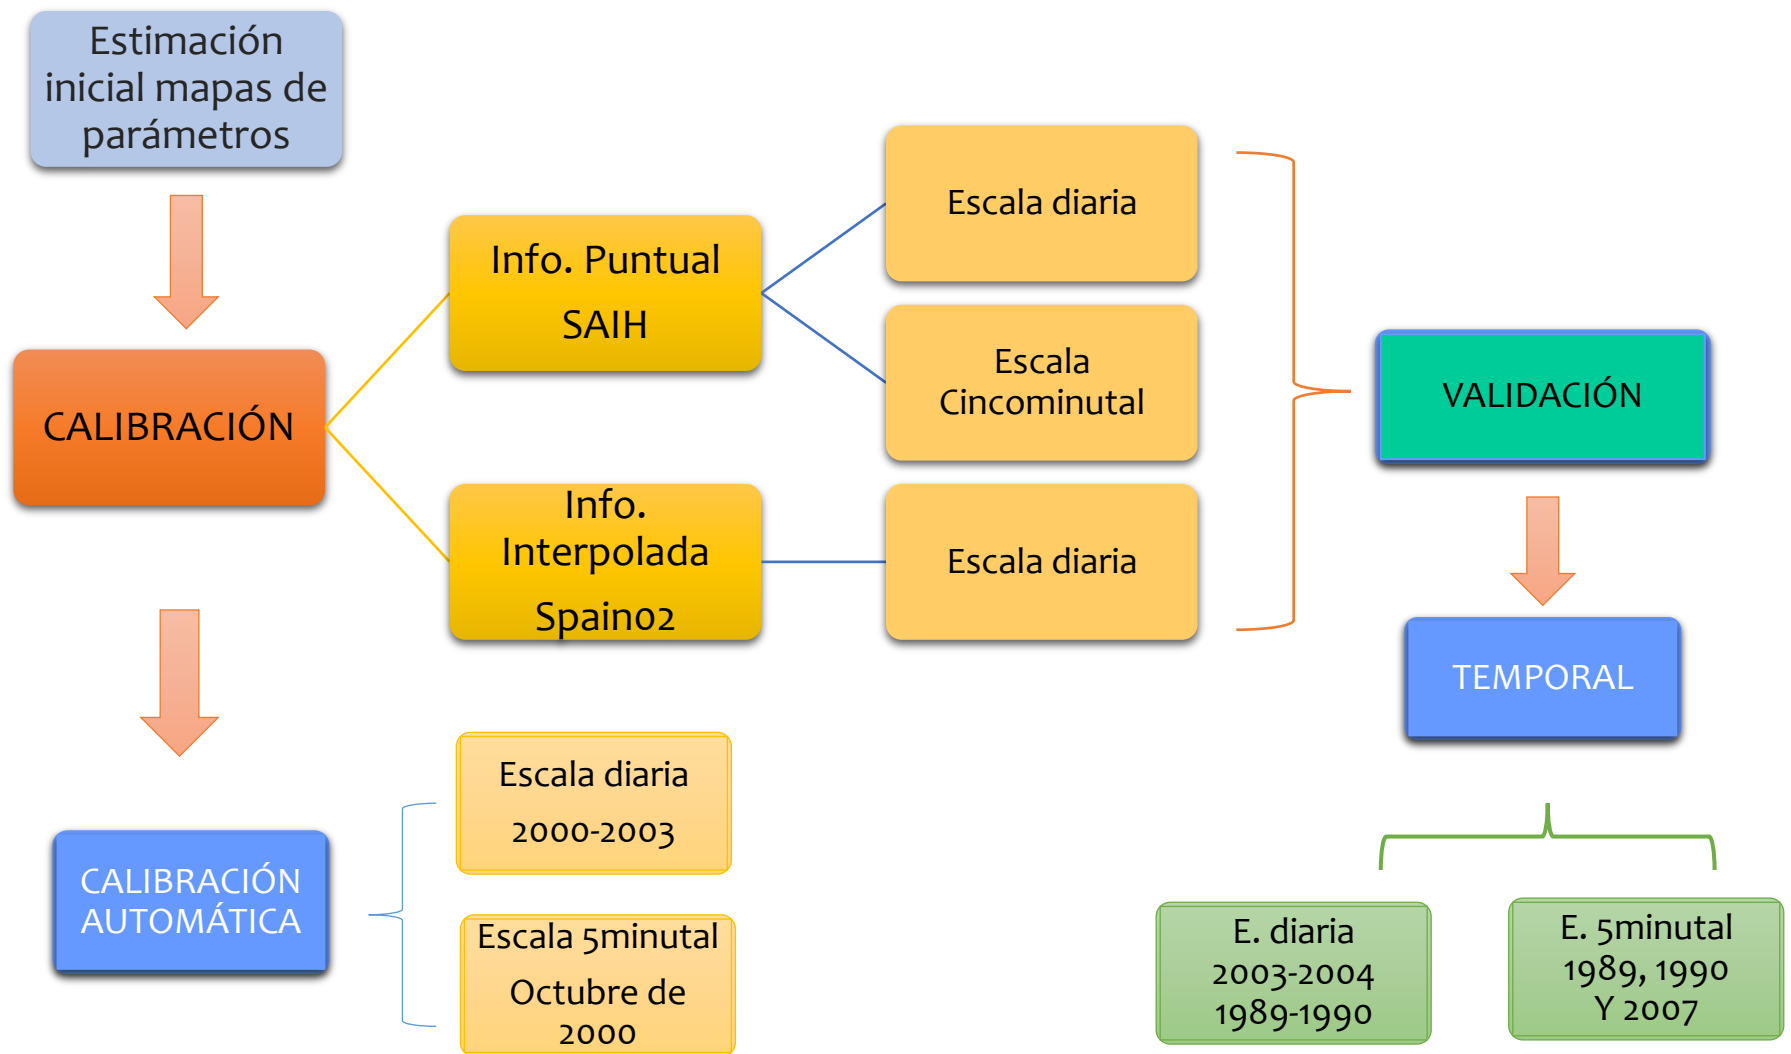 Estimación
inicial mapas de
parámetros
CALIBRACIÓN
Info. Puntual
SAIH
Info.
Interpolada
Spain02
Escala diaria
Escala
Cincominutal
Escala diaria
VALIDACIÓN
TEMPORAL
CALIBRACIÓN
AUTOMÁTICA
Escala diaria
2000-2003
Escala 5minutal
Octubre de
2000
E. diaria
2003-2004
1989-1990
E. 5minutal
1989, 1990
Y 2007